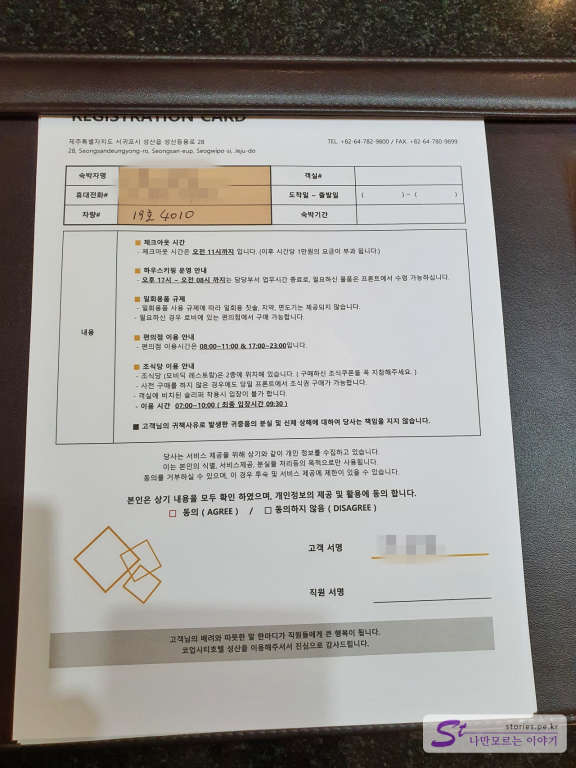 REGISTRATION CARD
제주특별자치도 서귀포시 성산읍 성산등용로 28
28, Seongsandeungyong-ro, Seongsan-eup, Seogwipo-si, Jeju-do
TEL. +82-64-782-9800 / FAX. +82-64-780-9899
숙박자명 객실#
휴대전화# 도착일 ~ 출발일 ( ) ~ ( )
차량# 19호 4010 숙박기간
내용
■ 체크아웃 시간
- 체크아웃 시간은 오전 11시까지 입니다. (이후 시간당 1만원의 요금이 부과 됩니다.)
■ 하우스키핑 운영 안내
- 오후 17시 ~ 오전 08시 까지는 담당부서 업무시간 종료로, 필요하신 물품은 프론트에서 수령 가능하십니다.
■ 일회용품 규제
- 일회용품 사용 규제에 따라 일회용 칫솔, 치약, 면도기는 제공되지 않습니다.
- 필요하신 경우 로비에 있는 편의점에서 구매 가능합니다.
■ 편의점 이용 안내
- 편의점 이용시간은 08:00~11:00 & 17:00~23:00입니다.
■ 조식당 이용 안내
- 조식당 (모비딕 레스토랑)은 2층에 위치해 있습니다. ( 구매하신 조식쿠폰을 꼭 지참해주세요. )
- 사전 구매를 하지 않은 경우에도 당일 프론트에서 조식권 구매가 가능합니다.
- 객실에 비치된 슬리퍼 착용시 입장이 불가 합니다.
- 이용 시간 07:00~10:00 ( 최종 입장시간 09:30 )
■ 고객님의 귀책사유로 발생한 귀중품의 분실 및 신체 상해에 대하여 당사는 책임을 지지 않습니다.
당사는 서비스 제공을 위해 상기와 같이 개인 정보를 수집하고 있습니다.
이는 본인의 식별, 서비스제공, 분실물 처리등의 목적으로만 사용됩니다.
동의를 거부하실 수 있으며, 이 경우 투숙 및 서비스 제공에 제한이 있을 수 있습니다.
본인은 상기 내용을 모두 확인 하였으며, 개인정보의 제공 및 활용에 동의 합니다.
□ 동의 ( AGREE ) / □ 동의하지 않음 ( DISAGREE )
고객 서명
직원 서명
고객님의 배려와 따뜻한 말 한마디가 직원들에게 큰 행복이 됩니다.
코업시티호텔 성산을 이용해주셔서 진심으로 감사드립니다.
St
stories.pe.kr
나만모르는 이야기